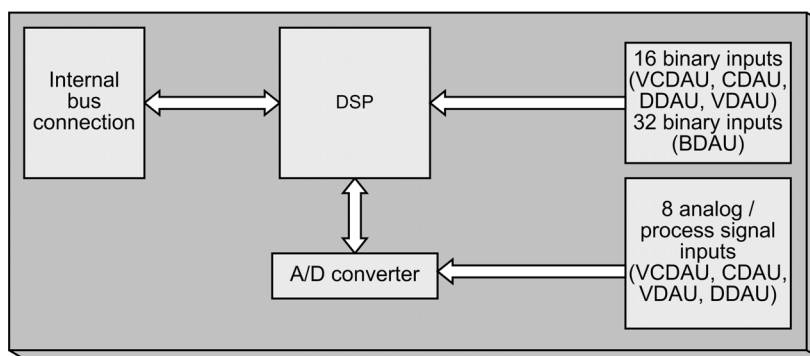 Internal
bus
connection
DSP
16 binary inputs
(VCDAU, CDAU,
DDAU, VDAU)
32 binary inputs
(BDAU)
A/D converter
8 analog /
process signal
inputs
(VCDAU, CDAU,
VDAU, DDAU)